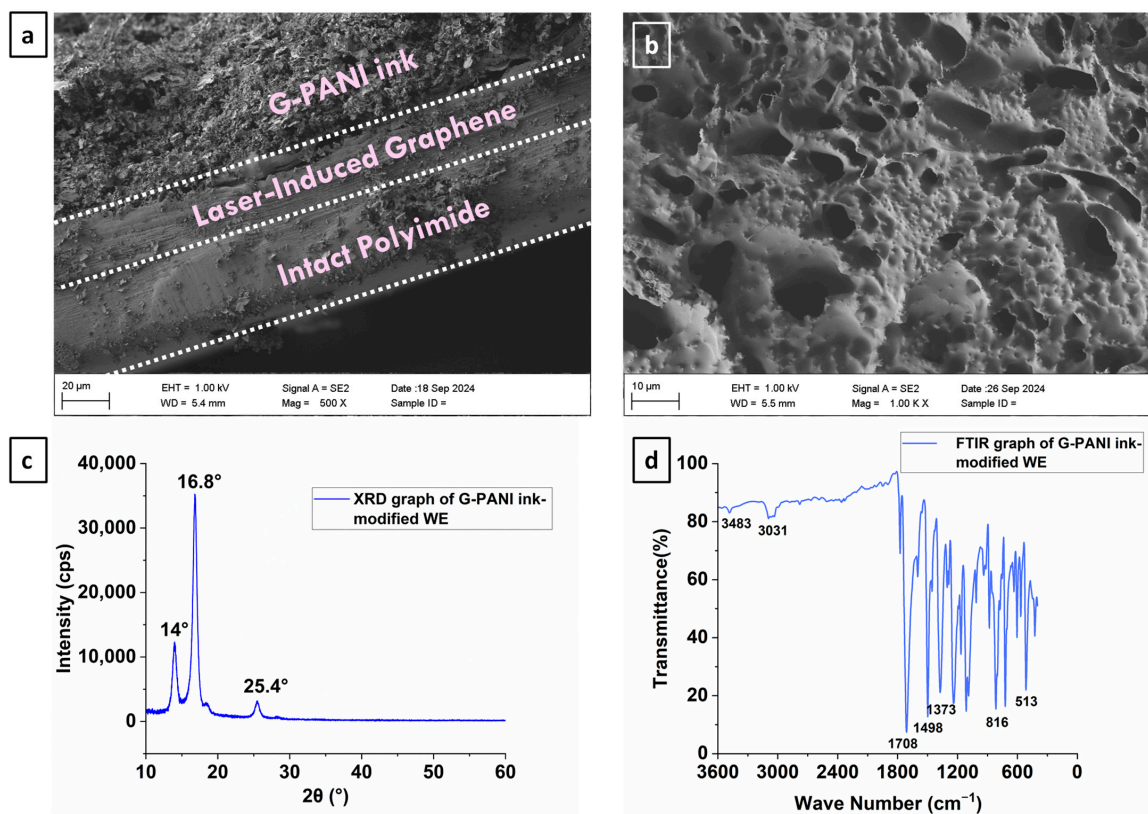 a
G-PANI ink
Laser-Induced Graphene
Intact Polyimide
20 µm
EHT = 1.00 kV
WD = 5.4 mm
Signal A = SE2
Mag = 500 X
Date :18 Sep 2024
Sample ID =
b
10 µm
EHT = 1.00 kV
WD = 5.5 mm
Signal A = SE2
Mag = 1.00 K X
Date :26 Sep 2024
Sample ID =
c
XRD graph of G-PANI ink-
modified WE
14°
16.8°
25.4°
40,000
30,000
20,000
10,000
0
Intensity (cps)
10
20
30
40
50
60
2θ (°)
d
FTIR graph of G-PANI ink-
modified WE
3483
3031
1708
1498
1373
816
513
100
80
60
40
20
0
Transmittance(%)
3600
3000
2400
1800
1200
600
0
Wave Number (cm⁻¹)